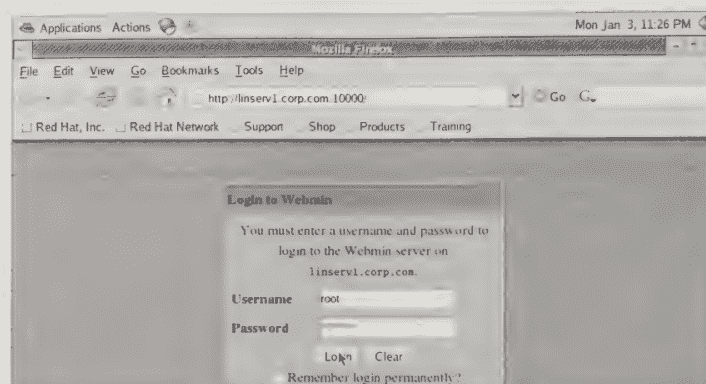 Applications Actions Mon Jan 3, 11:26 PM
Mozilla Firefox
File Edit View Go Bookmarks Tools Help
http://linserv1.corp.com:10000/ Go G
Red Hat, Inc. Red Hat Network Support Shop Products Training
Login to Webmin
You must enter a username and password to
login to the Webmin server on
linserv1.corp.com.
Username root
Password
Login Clear
Remember login permanently?